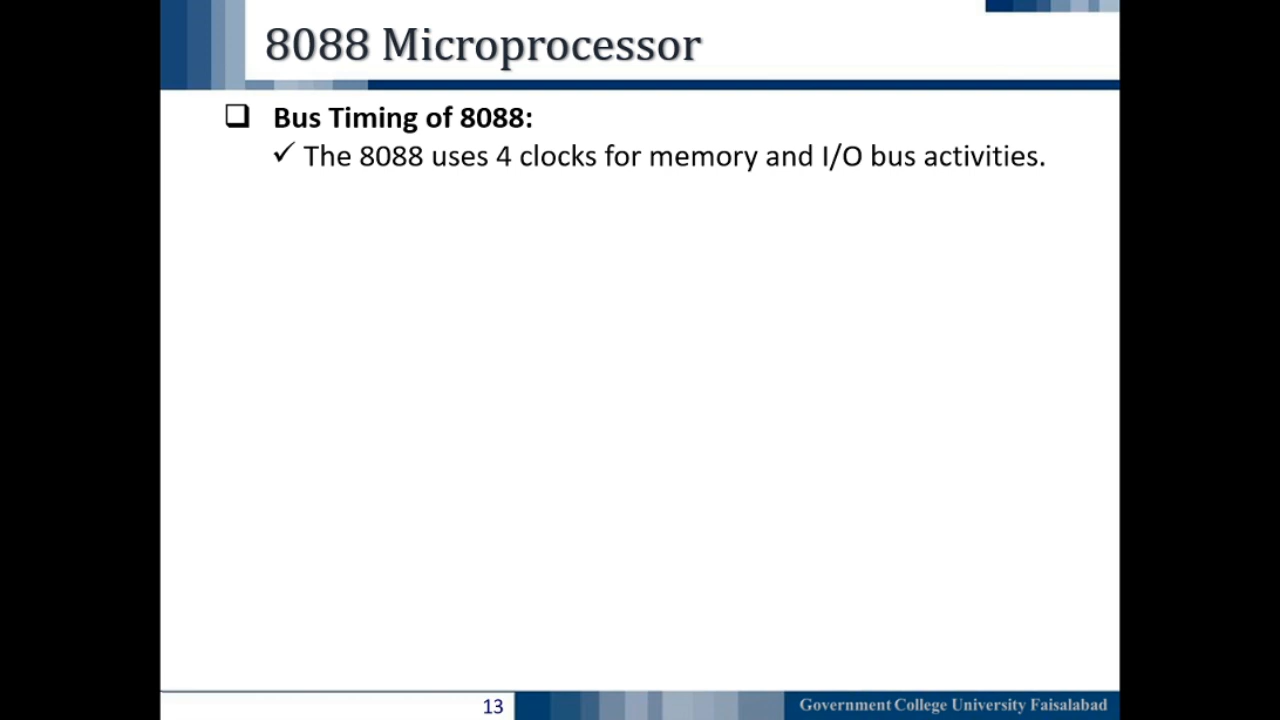 8088 Microprocessor
Bus Timing of 8088:
✓ The 8088 uses 4 clocks for memory and I/O bus activities.
13
Government College University Faisalabad